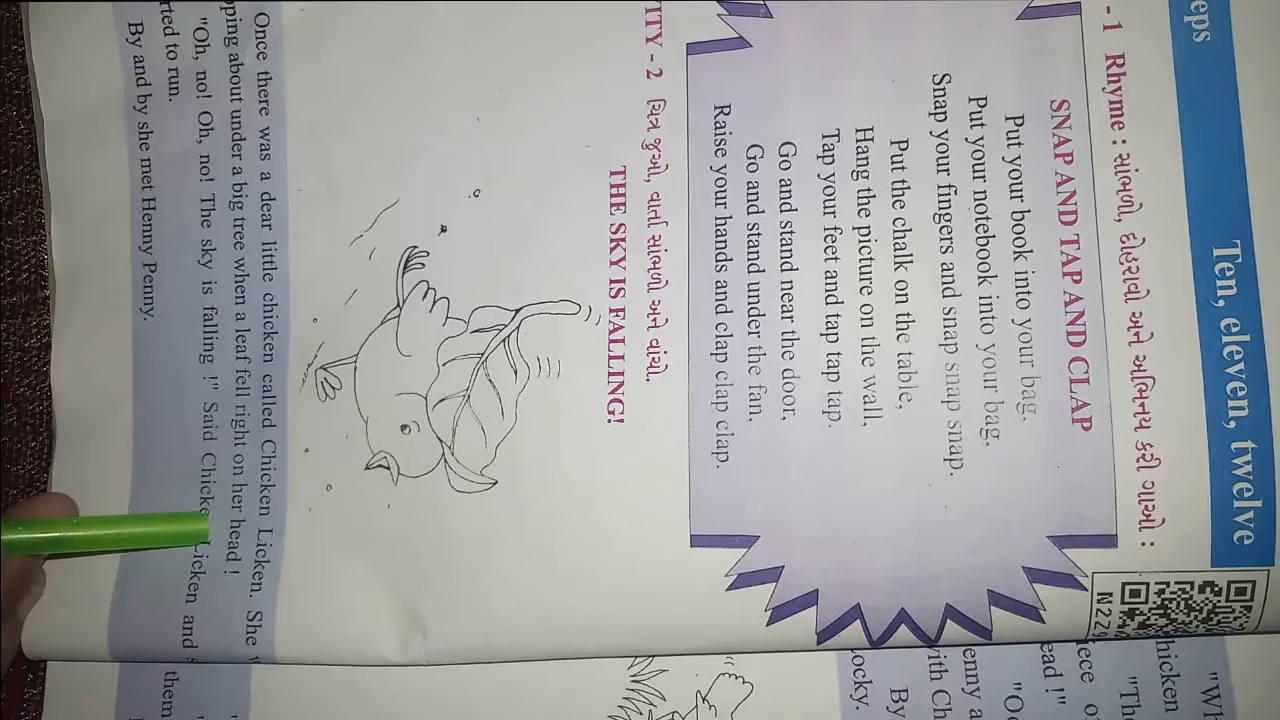 eps
Ten, eleven, twelve
- 1 Rhyme : સાંભળો, દોહરાવો અને અભિનય કરી ગાઓ :
SNAP AND TAP AND CLAP
Put your book into your bag,
Put your notebook into your bag,
Snap your fingers and snap snap snap.
Put the chalk on the table,
Hang the picture on the wall,
Tap your feet and tap tap tap.
Go and stand near the door,
Go and stand under the fan,
Raise your hands and clap clap clap.
ITY - 2 ચિત્ર જુઓ, વાર્તા સાંભળો અને વાંચો.
THE SKY IS FALLING!
Once there was a dear little chicken called Chicken Licken. She
pping about under a big tree when a leaf fell right on her head !
"Oh, no! Oh, no! The sky is falling !" Said Chicke Licken and
rted to run.
By and by she met Henny Penny.
"Wh
hicken
"Th
iece o
ead !"
"Oo
enny a
ith Ch
By
ocky.
them